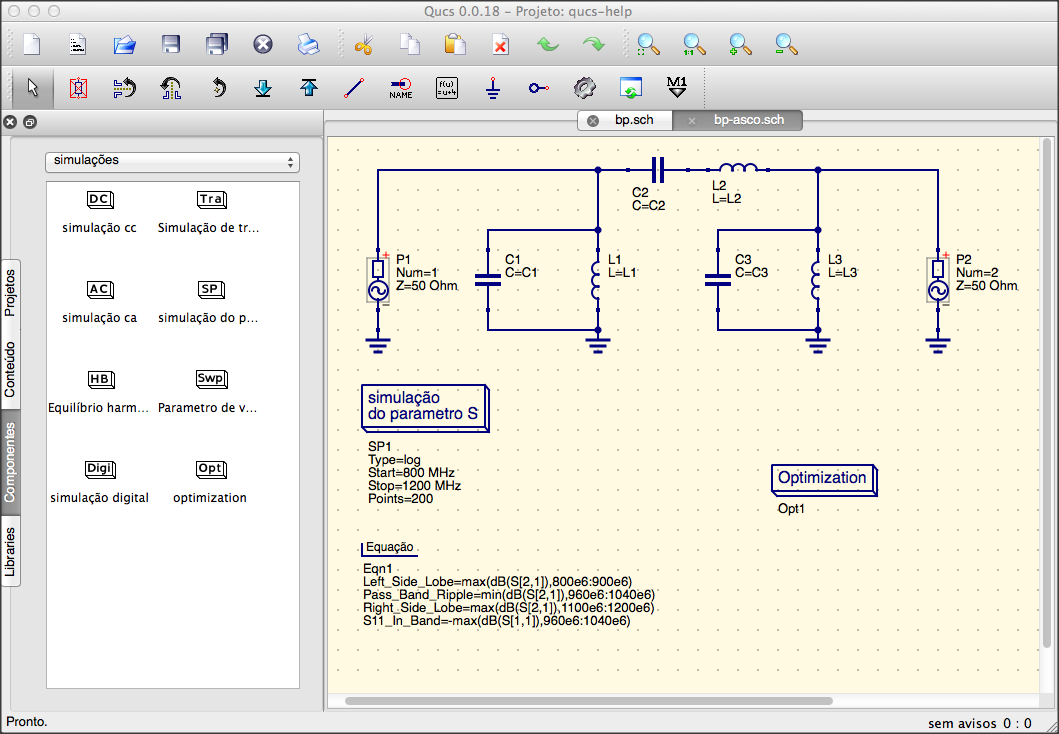 Qucs 0.0.18 - Projeto: qucs-help
1:1
NAME
f(u)
=u+4
M1
bp.sch
bp-asco.sch
simulações
Projetos
Conteúdo
Componentes
Libraries
DC
Tra
simulação cc
Simulação de tr...
AC
SP
simulação ca
simulação do p...
HB
Swp
Equilíbrio harm...
Parametro de v...
Digi
Opt
simulação digital
optimization
C2
C=C2
L2
L=L2
P1
Num=1
Z=50 Ohm
C1
C=C1
L1
L=L1
C3
C=C3
L3
L=L3
P2
Num=2
Z=50 Ohm
simulação
do parametro S
SP1
Type=log
Start=800 MHz
Stop=1200 MHz
Points=200
Optimization
Opt1
Equação
Eqn1
Left_Side_Lobe=max(dB(S[2,1]),800e6:900e6)
Pass_Band_Ripple=min(dB(S[2,1]),960e6:1040e6)
Right_Side_Lobe=max(dB(S[2,1]),1100e6:1200e6)
S11_In_Band=-max(dB(S[1,1]),960e6:1040e6)
Pronto.
sem avisos 0 : 0